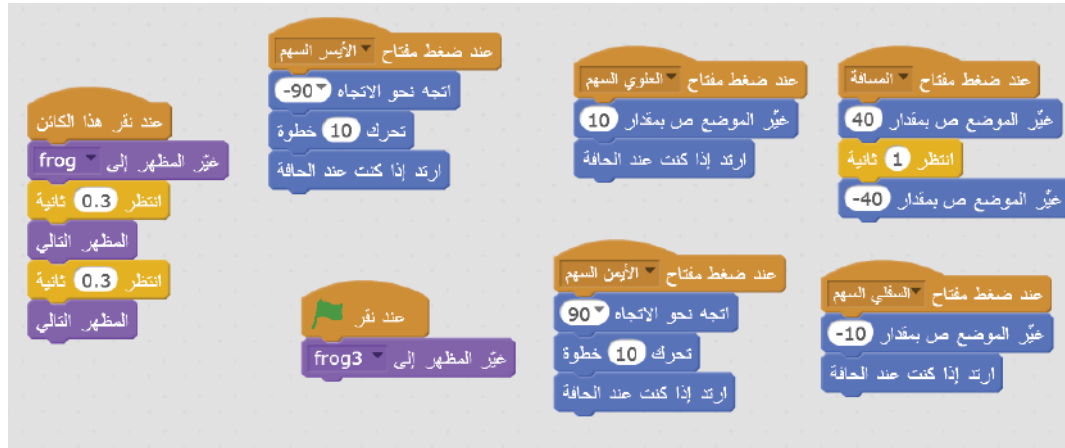 عند نقر هذا الكائن
غيّر المظهر إلى frog
انتظر 0.3 ثانية
المظهر التالي
انتظر 0.3 ثانية
المظهر التالي
عند ضغط مفتاح الأيسر السهم
اتجه نحو الاتجاه -90
تحرك 10 خطوة
ارتد إذا كنت عند الحافة
عند نقر
غيّر المظهر إلى frog3
عند ضغط مفتاح العلوي السهم
غيّر الموضع ص بمقدار 10
ارتد إذا كنت عند الحافة
عند ضغط مفتاح الأيمن السهم
اتجه نحو الاتجاه 90
تحرك 10 خطوة
ارتد إذا كنت عند الحافة
عند ضغط مفتاح المسافة
غيّر الموضع ص بمقدار 40
انتظر 1 ثانية
غيّر الموضع ص بمقدار -40
عند ضغط مفتاح السفلي السهم
غيّر الموضع ص بمقدار -10
ارتد إذا كنت عند الحافة